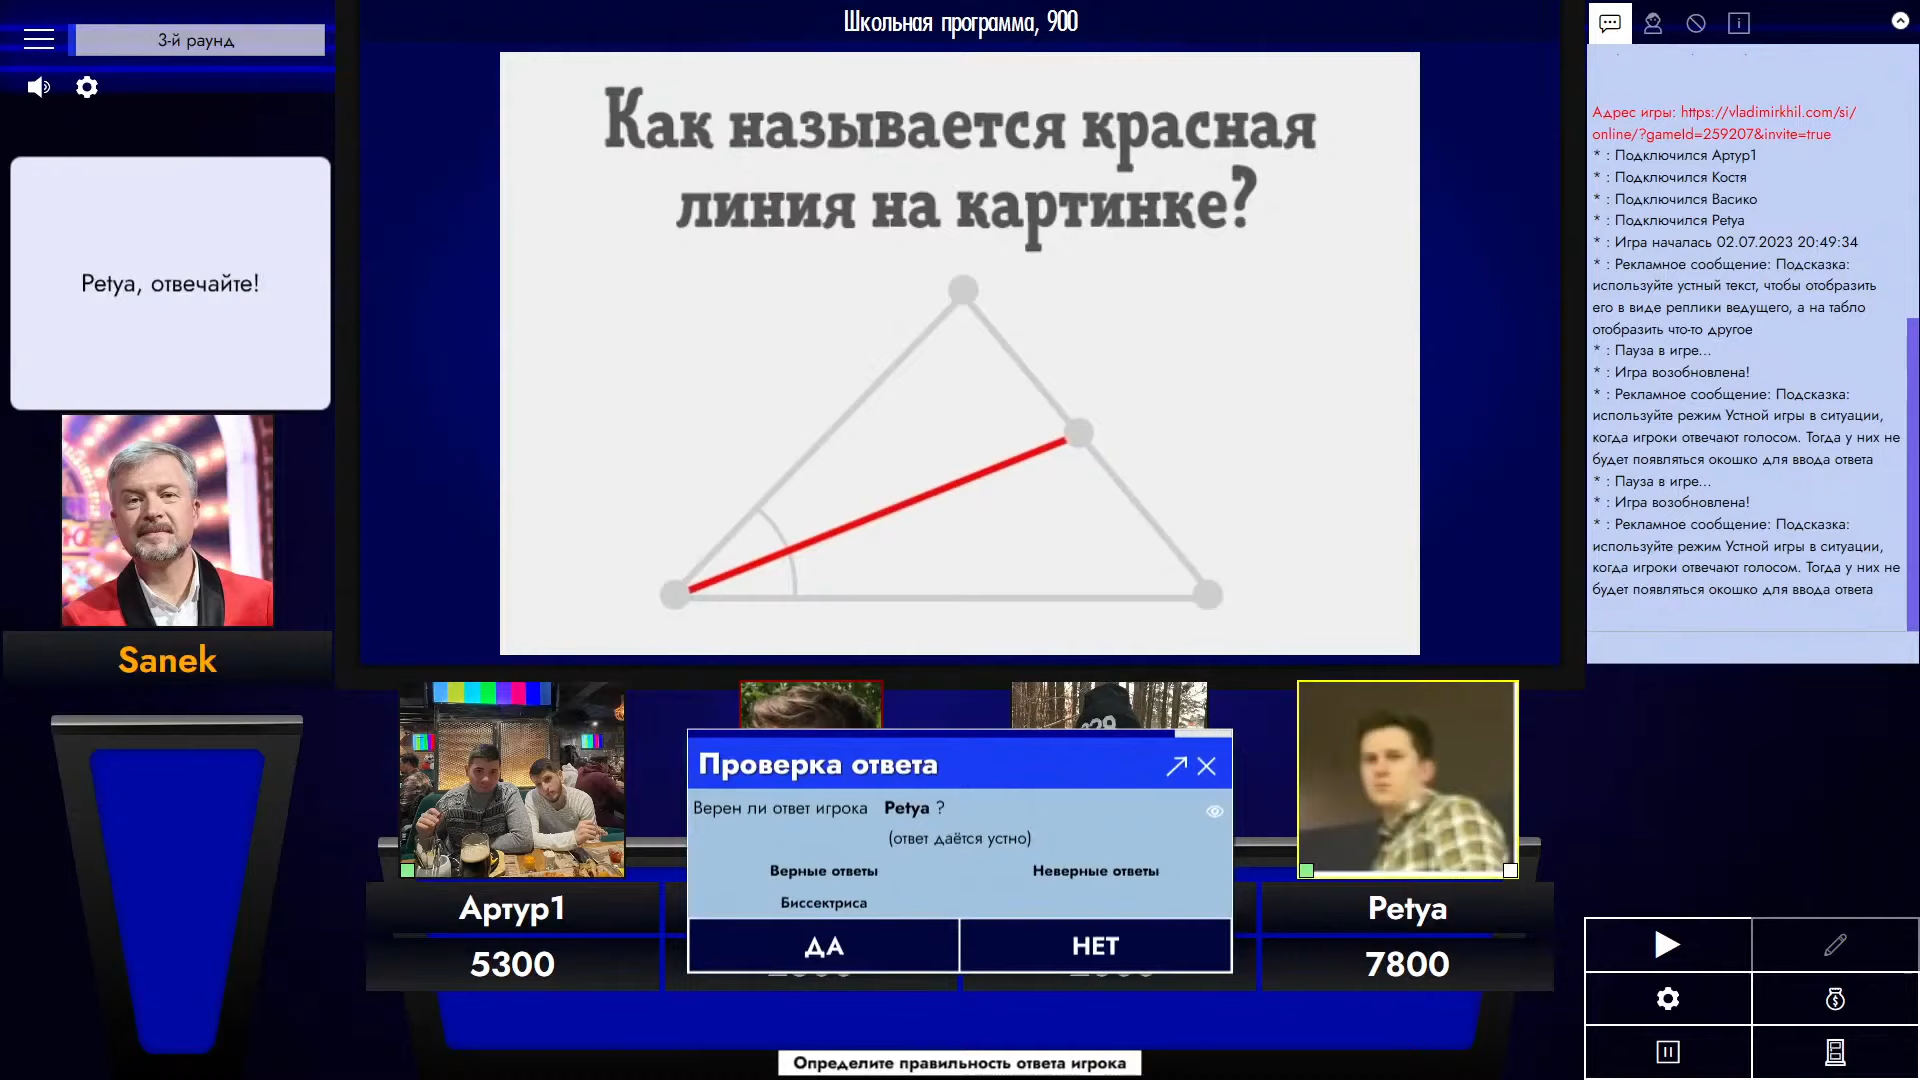 3-й раунд
Школьная программа, 900
Petya, отвечайте!
Sanek
Как называется красная
линия на картинке?
Адрес игры: https://vladimirkhil.com/si/
online/?gameId=259207&invite=true
* : Подключился Артур1
* : Подключился Костя
* : Подключился Васико
* : Подключился Petya
* : Игра началась 02.07.2023 20:49:34
* : Рекламное сообщение: Подсказка:
используйте устный текст, чтобы отобразить
его в виде реплики ведущего, а на табло
отобразить что-то другое
* : Пауза в игре...
* : Игра возобновлена!
* : Рекламное сообщение: Подсказка:
используйте режим Устной игры в ситуации,
когда игроки отвечают голосом. Тогда у них не
будет появляться окошко для ввода ответа
* : Пауза в игре...
* : Игра возобновлена!
* : Рекламное сообщение: Подсказка:
используйте режим Устной игры в ситуации,
когда игроки отвечают голосом. Тогда у них не
будет появляться окошко для ввода ответа
Проверка ответа
Верен ли ответ игрока Petya ?
(ответ даётся устно)
Верные ответы Неверные ответы
Биссектриса
ДА НЕТ
Артур1
5300
Petya
7800
Определите правильность ответа игрока